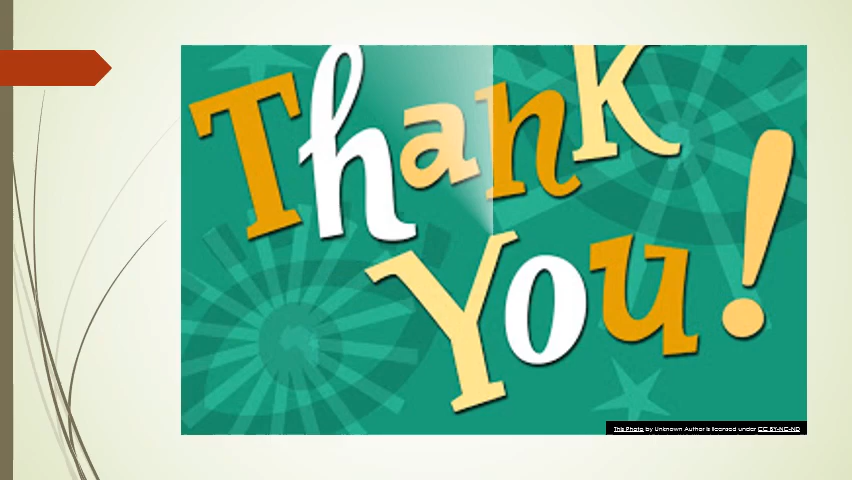 Thank
You!
This Photo by Unknown Author is licensed under CC BY-NC-ND